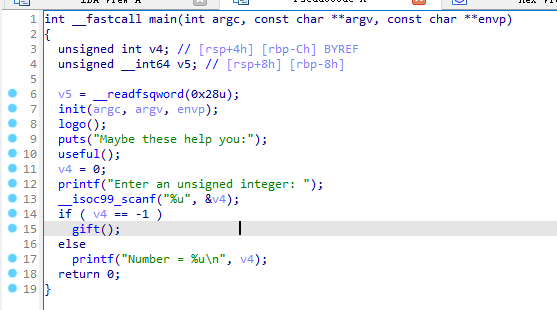 1 int __fastcall main(int argc, const char **argv, const char **envp)
2 {
3   unsigned int v4; // [rsp+4h] [rbp-Ch] BYREF
4   unsigned __int64 v5; // [rsp+8h] [rbp-8h]
5
6   v5 = __readfsqword(0x28u);
7   init(argc, argv, envp);
8   logo();
9   puts("Maybe these help you:");
10   useful();
11   v4 = 0;
12   printf("Enter an unsigned integer: ");
13   __isoc99_scanf("%u", &v4);
14   if ( v4 == -1 )
15     gift();
16   else
17     printf("Number = %u\n", v4);
18   return 0;
19 }